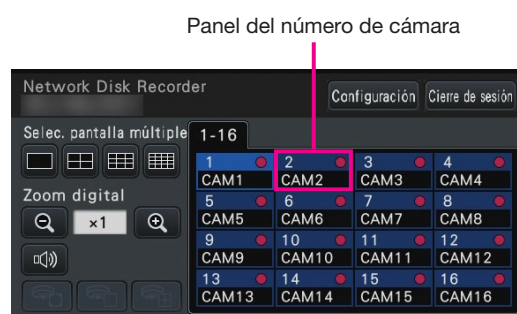 Panel del número de cámara
Network Disk Recorder
Configuración
Cierre de sesión
Selec. pantalla múltiple
1-16
1 2 3 4
CAM1 CAM2 CAM3 CAM4
Zoom digital
5 6 7 8
×1
CAM5 CAM6 CAM7 CAM8
9 10 11 12
CAM9 CAM10 CAM11 CAM12
13 14 15 16
CAM13 CAM14 CAM15 CAM16